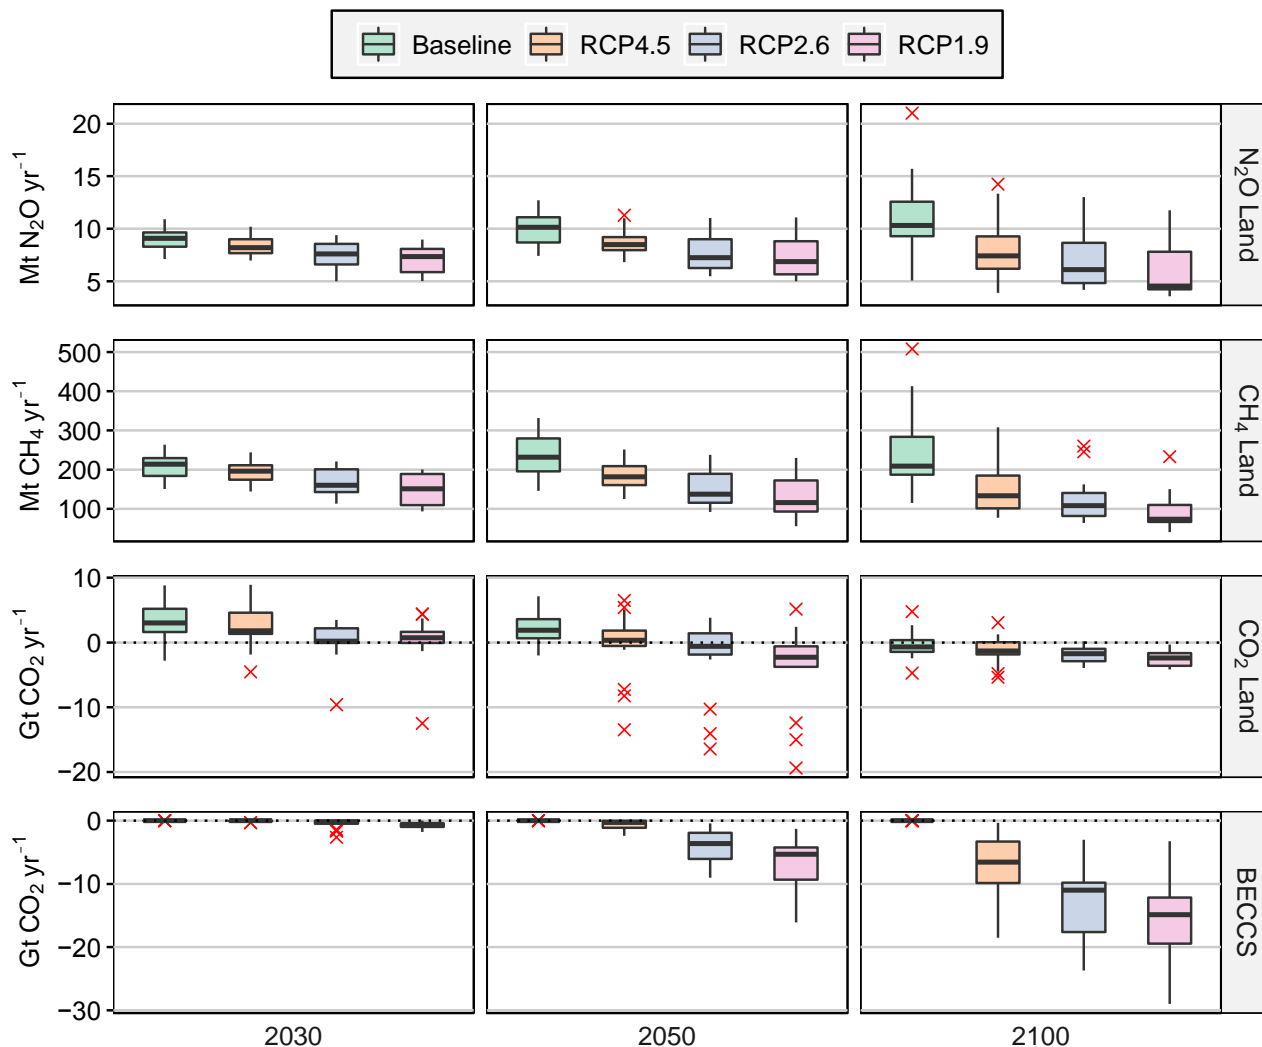 Baseline RCP4.5 RCP2.6 RCP1.9
Mt N₂O yr⁻¹
20
15
10
5
N₂O Land
Mt CH₄ yr⁻¹
500
400
300
200
100
CH₄ Land
Gt CO₂ yr⁻¹
10
0
−10
−20
CO₂ Land
Gt CO₂ yr⁻¹
0
−10
−20
−30
BECCS
2030 2050 2100